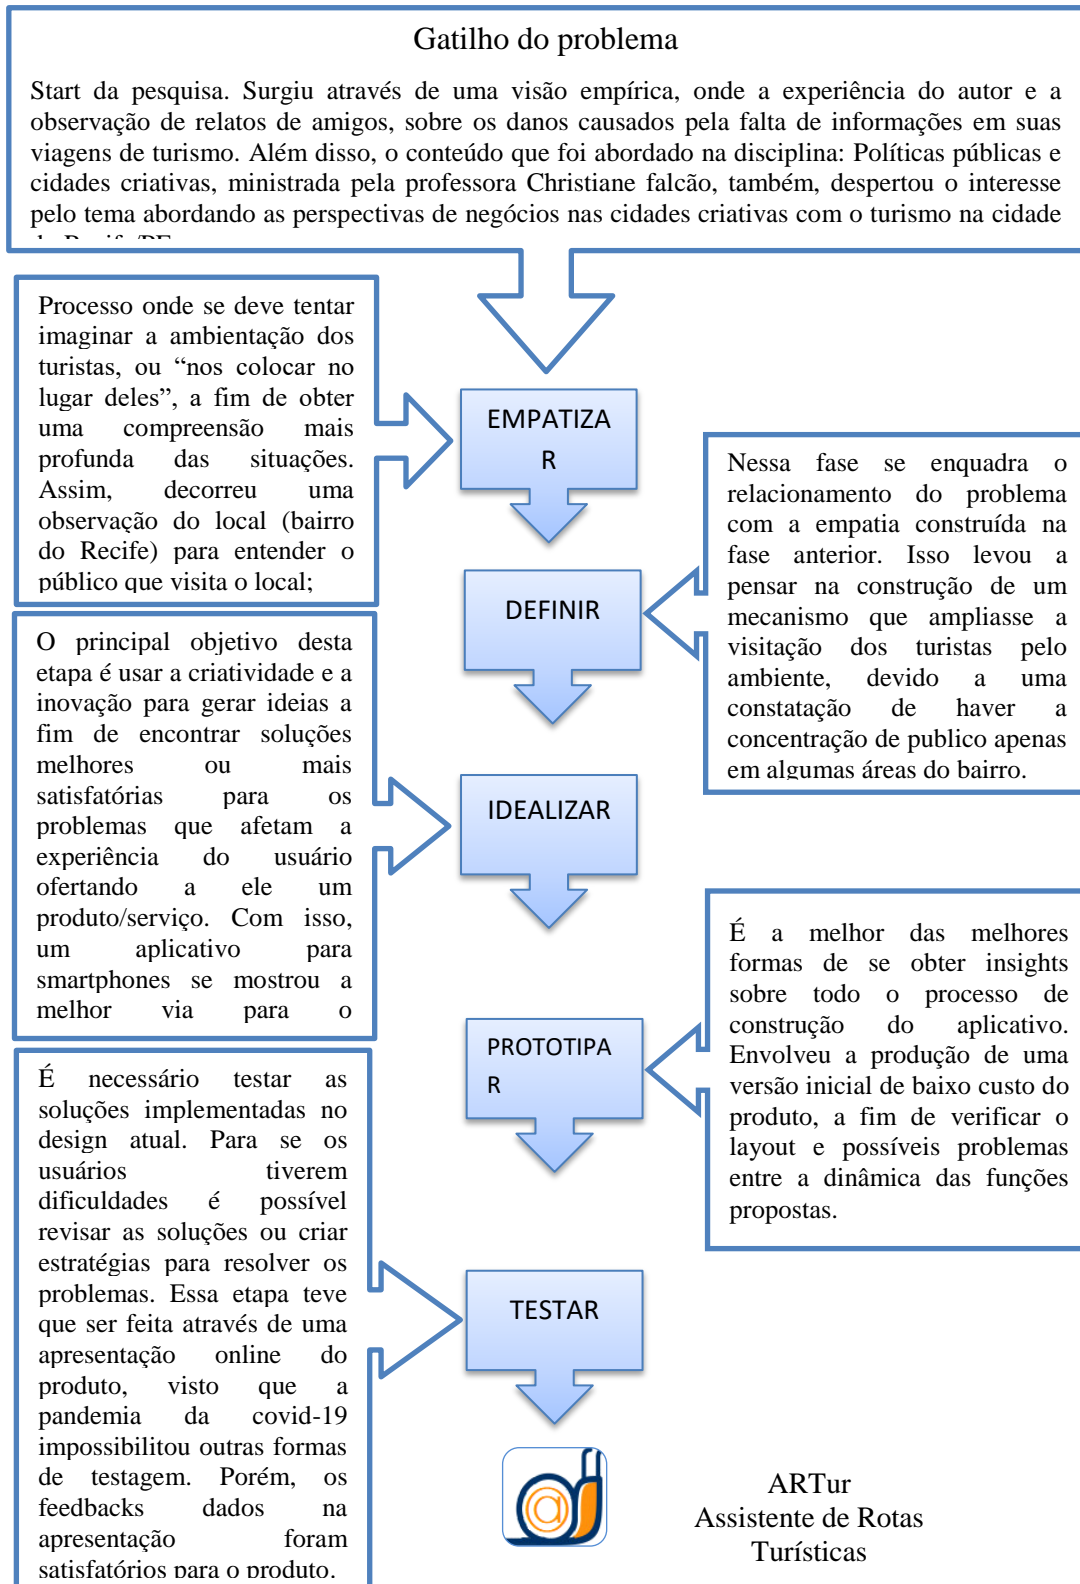 Gatilho do problema
Start da pesquisa. Surgiu através de uma visão empírica, onde a experiência do autor e a
observação de relatos de amigos, sobre os danos causados pela falta de informações em suas
viagens de turismo. Além disso, o conteúdo que foi abordado na disciplina: Políticas públicas e
cidades criativas, ministrada pela professora Christiane falcão, também, despertou o interesse
pelo tema abordando as perspectivas de negócios nas cidades criativas com o turismo na cidade
Processo onde se deve tentar
imaginar a ambientação dos
turistas, ou “nos colocar no
lugar deles”, a fim de obter
uma compreensão mais
profunda das situações.
Assim, decorreu uma
observação do local (bairro
do Recife) para entender o
público que visita o local;
EMPATIZA
R
Nessa fase se enquadra o
relacionamento do problema
com a empatia construída na
fase anterior. Isso levou a
pensar na construção de um
mecanismo que ampliasse a
visitação dos turistas pelo
ambiente, devido a uma
constatação de haver a
concentração de publico apenas
em algumas áreas do bairro.
DEFINIR
O principal objetivo desta
etapa é usar a criatividade e a
inovação para gerar ideias a
fim de encontrar soluções
melhores ou mais
satisfatórias para os
problemas que afetam a
experiência do usuário
ofertando a ele um
produto/serviço. Com isso,
um aplicativo para
smartphones se mostrou a
melhor via para o
IDEALIZAR
É a melhor das melhores
formas de se obter insights
sobre todo o processo de
construção do aplicativo.
Envolveu a produção de uma
versão inicial de baixo custo do
produto, a fim de verificar o
layout e possíveis problemas
entre a dinâmica das funções
propostas.
PROTOTIPA
R
É necessário testar as
soluções implementadas no
design atual. Para se os
usuários tiverem
dificuldades é possível
revisar as soluções ou criar
estratégias para resolver os
problemas. Essa etapa teve
que ser feita através de uma
apresentação online do
produto, visto que a
pandemia da covid-19
impossibilitou outras formas
de testagem. Porém, os
feedbacks dados na
apresentação foram
satisfatórios para o produto.
TESTAR
ARTur
Assistente de Rotas
Turísticas